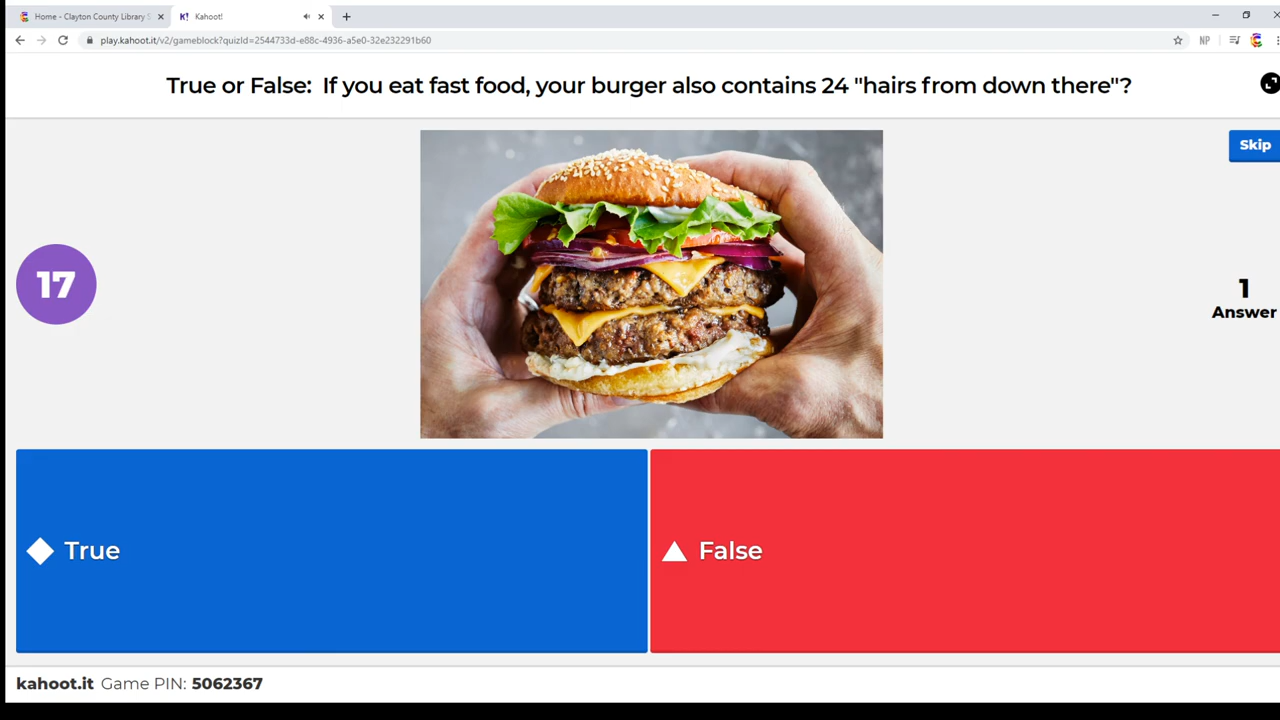 Home - Clayton County Library S
Kahoot!
play.kahoot.it/v2/gameblock?quizId=2544733d-e88c-4936-a5e0-32e232291b60
NP
True or False:  If you eat fast food, your burger also contains 24 "hairs from down there"?
Skip
17
1
Answer
True
False
kahoot.it Game PIN: 5062367